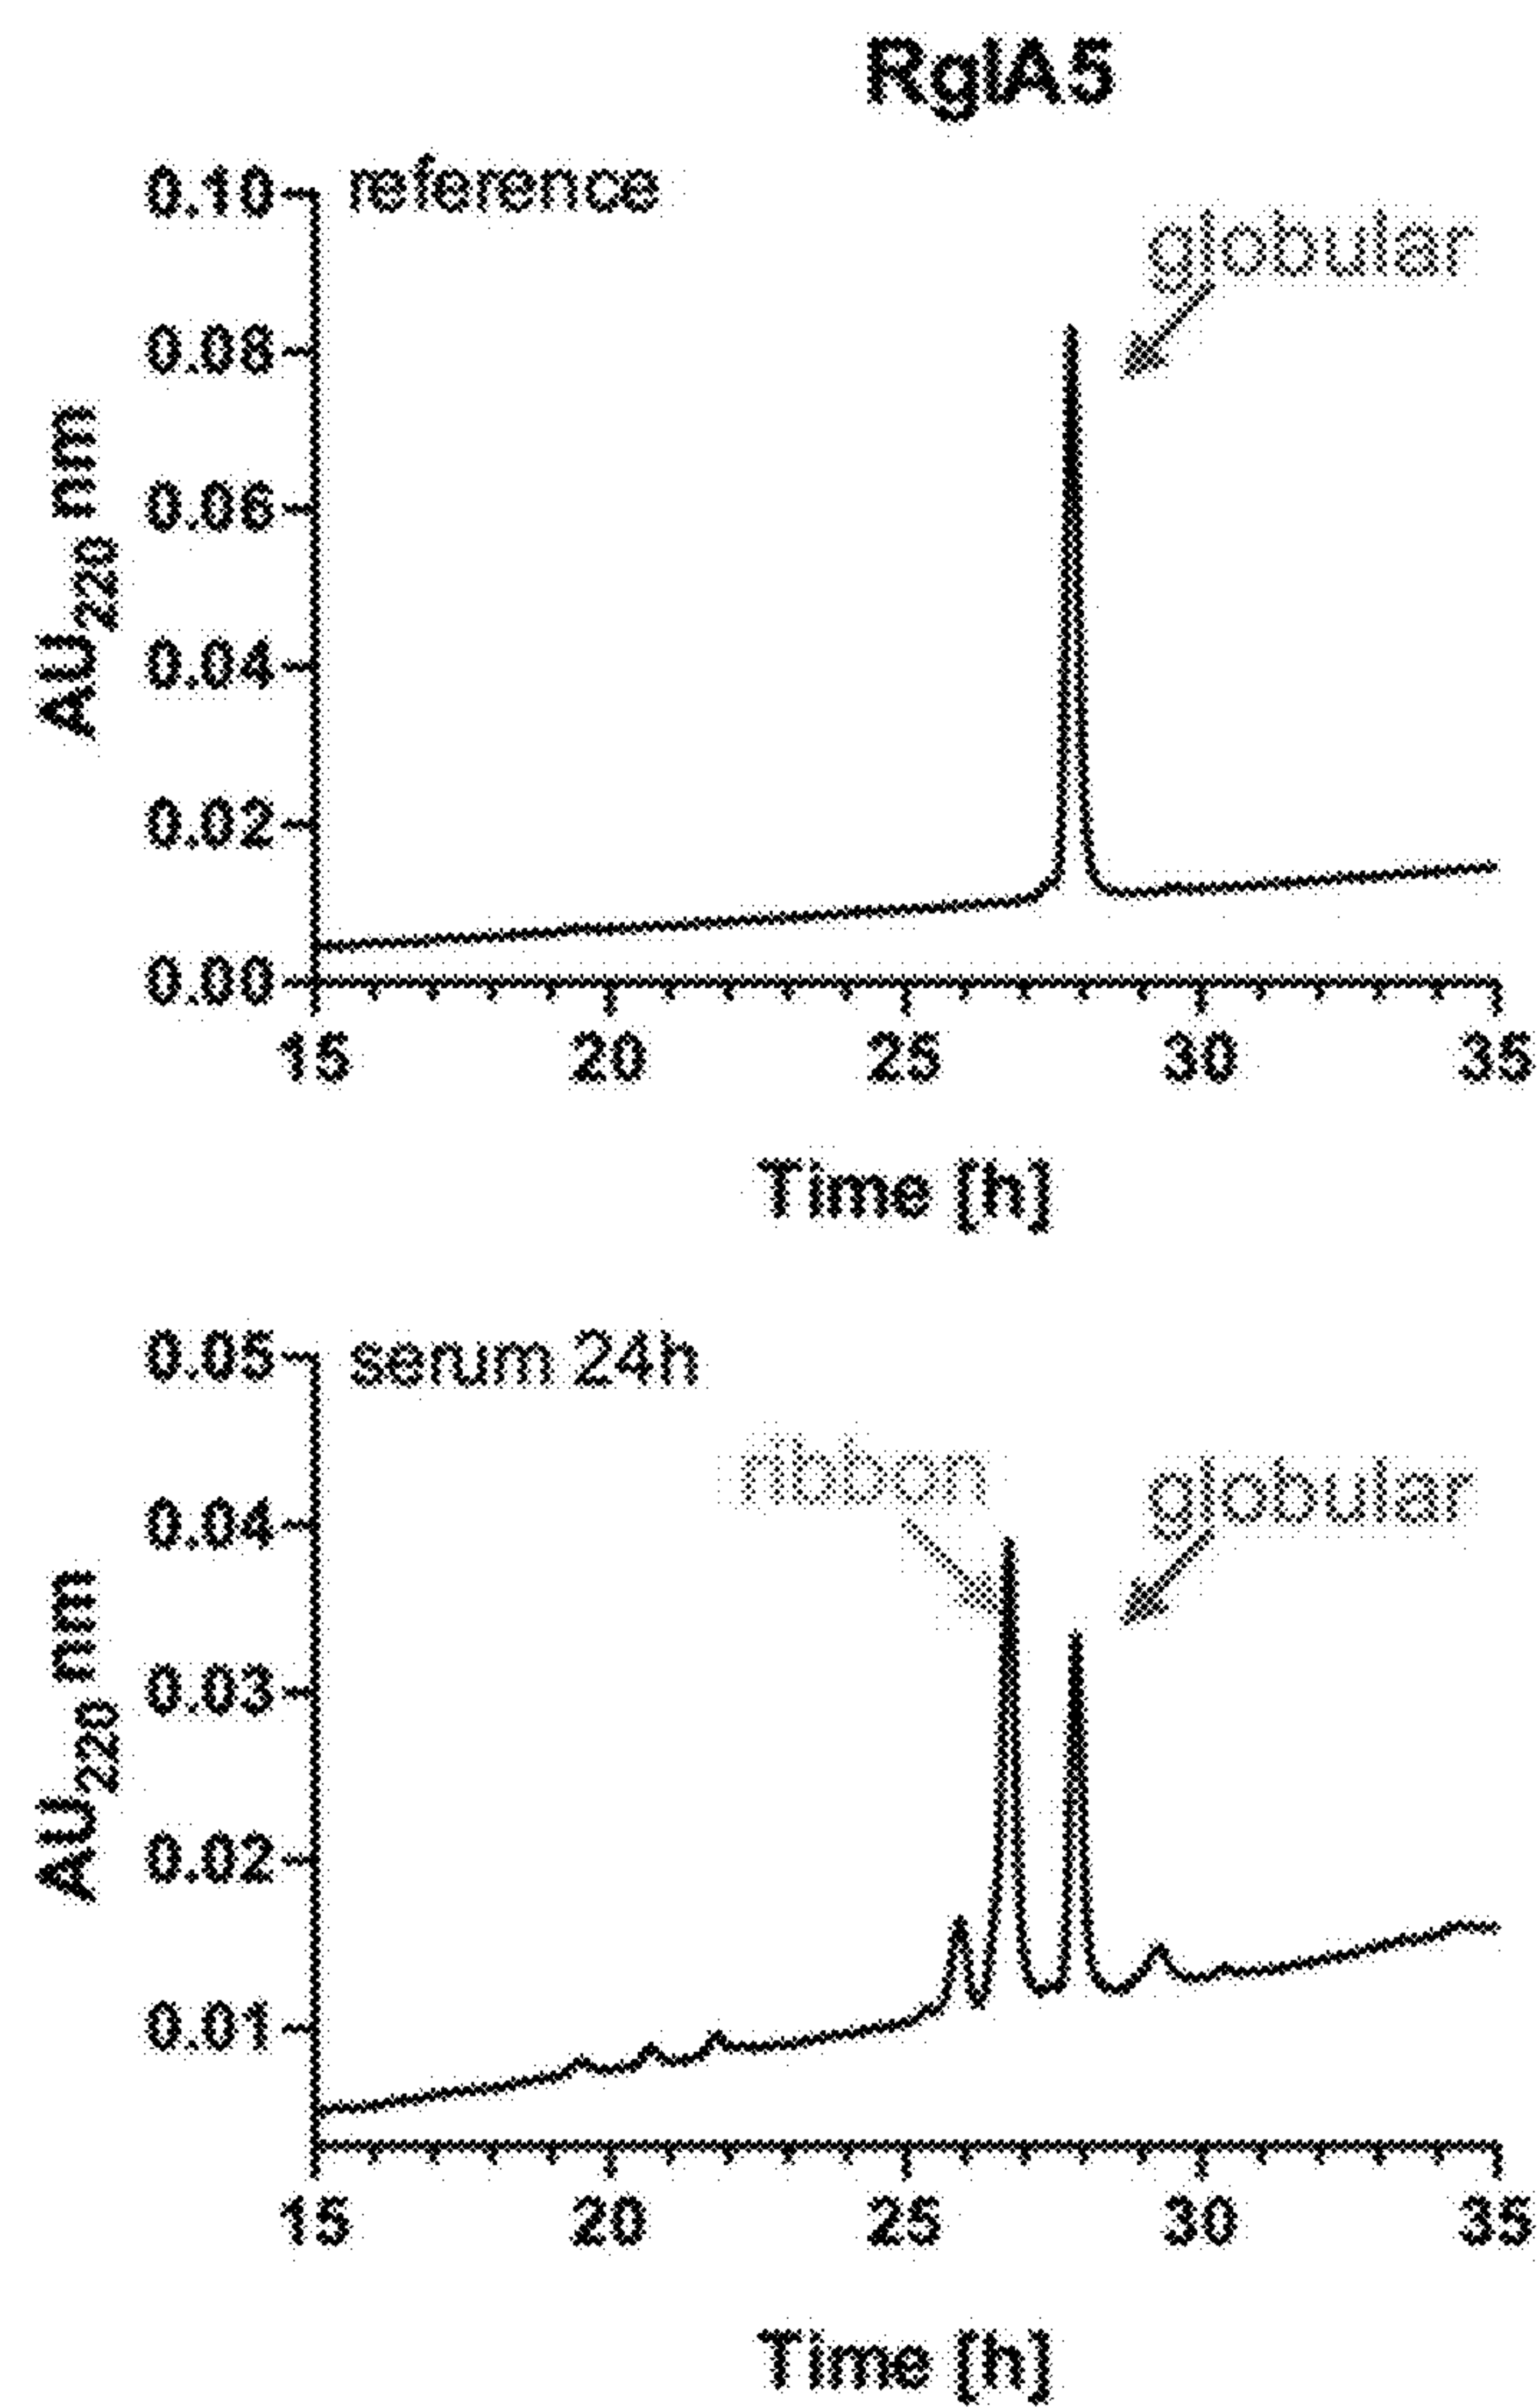 RgIA5
reference
globular
0.10
0.08
0.06
0.04
0.02
0.00
AU220 nm
15 20 25 30 35
Time [h]
serum 24h
ribbon
globular
0.05
0.04
0.03
0.02
0.01
AU220 nm
15 20 25 30 35
Time [h]